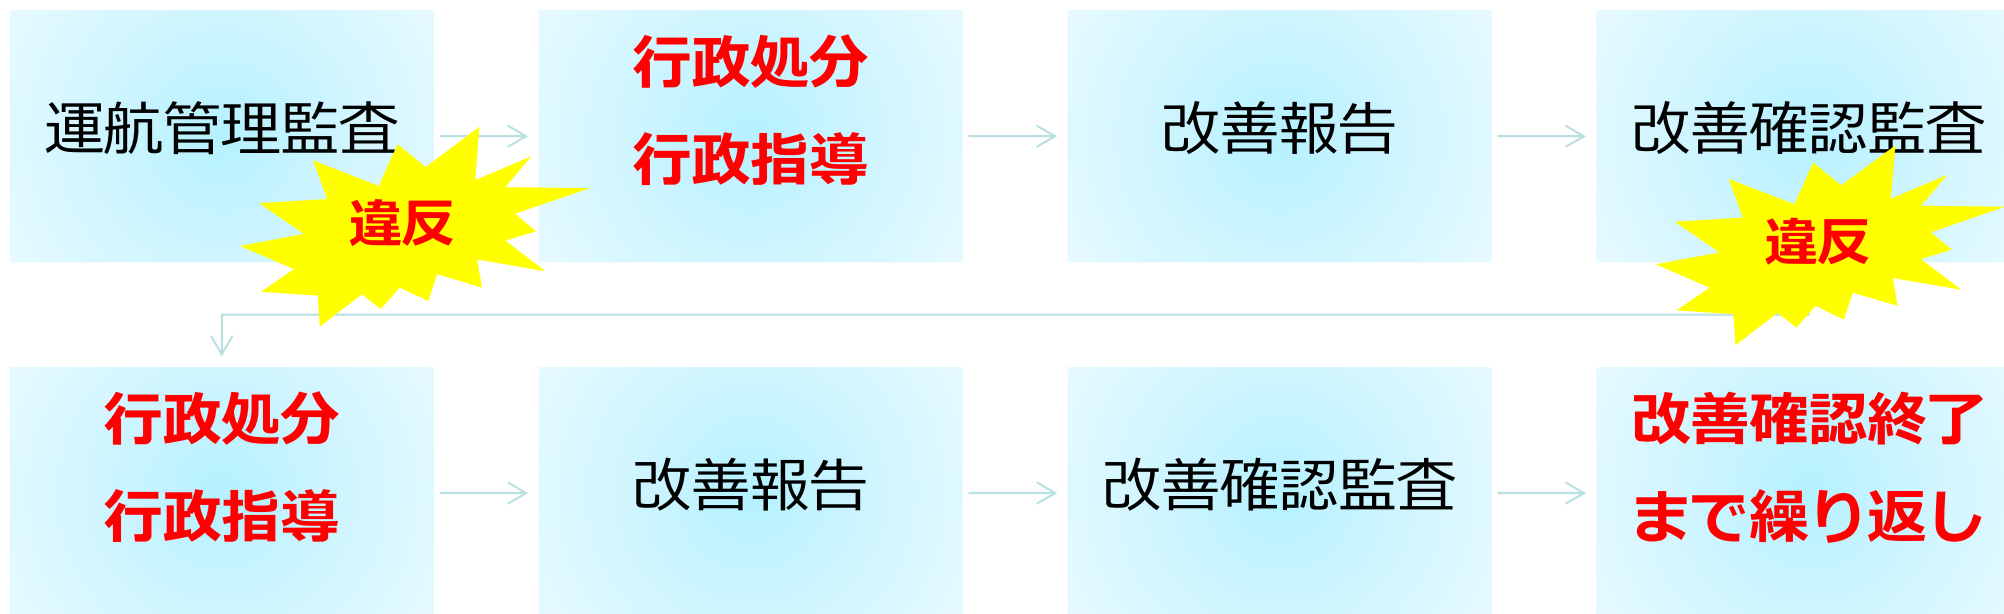 運航管理監査
違反
行政処分
行政指導
改善報告
改善確認監査
違反
行政処分
行政指導
改善報告
改善確認監査
改善確認終了
まで繰り返し